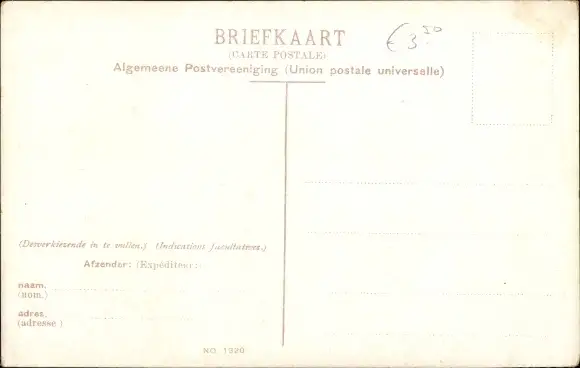 BRIEFKAART
€ 3.50
(CARTE POSTALE)
Algemeene Postvereeniging (Union postale universelle)
(Desverkiezende in te vullen.) (Indications facultatives.)
Afzender: (Expéditeur:)
naam.
(nom.)
adres.
(adresse)
NO. 1320